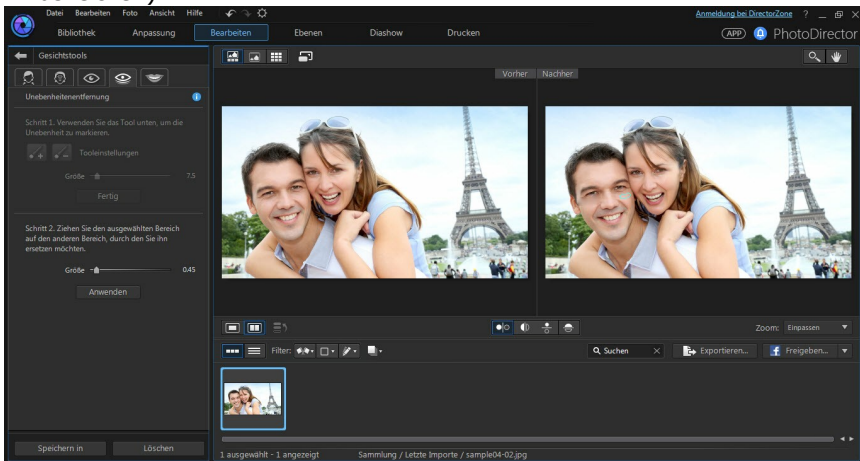 Datei Bearbeiten Foto Ansicht Hilfe
Anmeldung bei DirectorZone ?
Bibliothek Anpassung Bearbeiten Ebenen Diashow Drucken
APP PhotoDirector
Gesichtstools
Vorher Nachher
Unebenheitenentfernung
Schritt 1. Verwenden Sie das Tool unten, um die
Unebenheit zu markieren.
Tooleinstellungen
Größe 7.5
Fertig
Schritt 2. Ziehen Sie den ausgewählten Bereich
auf den anderen Bereich, durch den Sie ihn
ersetzen möchten.
Größe 0.45
Anwenden
Zoom: Einpassen
Filter:
Suchen
Exportieren... Freigeben...
Speichern in Löschen
1 ausgewählt - 1 angezeigt Sammlung / Letzte Importe / sample04-02.jpg